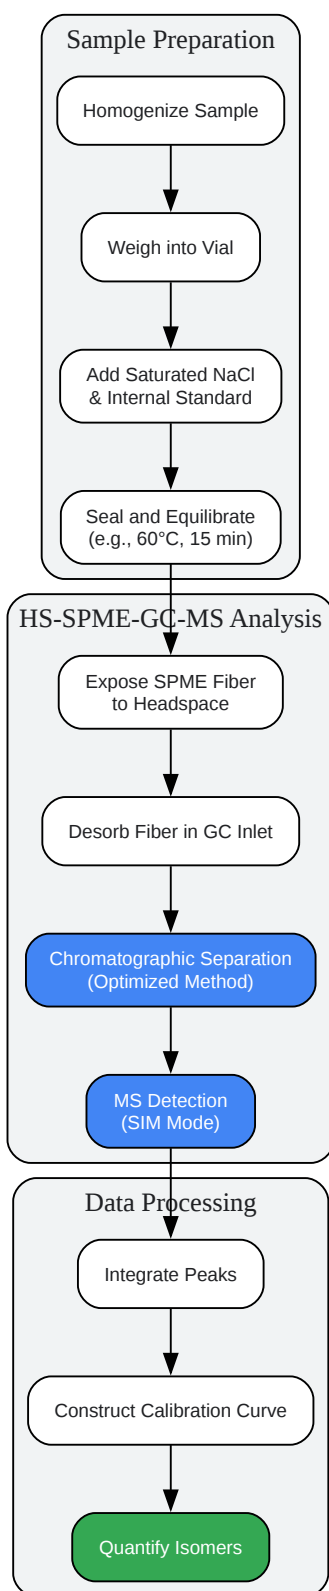 Sample Preparation
Homogenize Sample
Weigh into Vial
Add Saturated NaCl
& Internal Standard
Seal and Equilibrate
(e.g., 60°C, 15 min)
HS-SPME-GC-MS Analysis
Expose SPME Fiber
to Headspace
Desorb Fiber in GC Inlet
Chromatographic Separation
(Optimized Method)
MS Detection
(SIM Mode)
Data Processing
Integrate Peaks
Construct Calibration Curve
Quantify Isomers